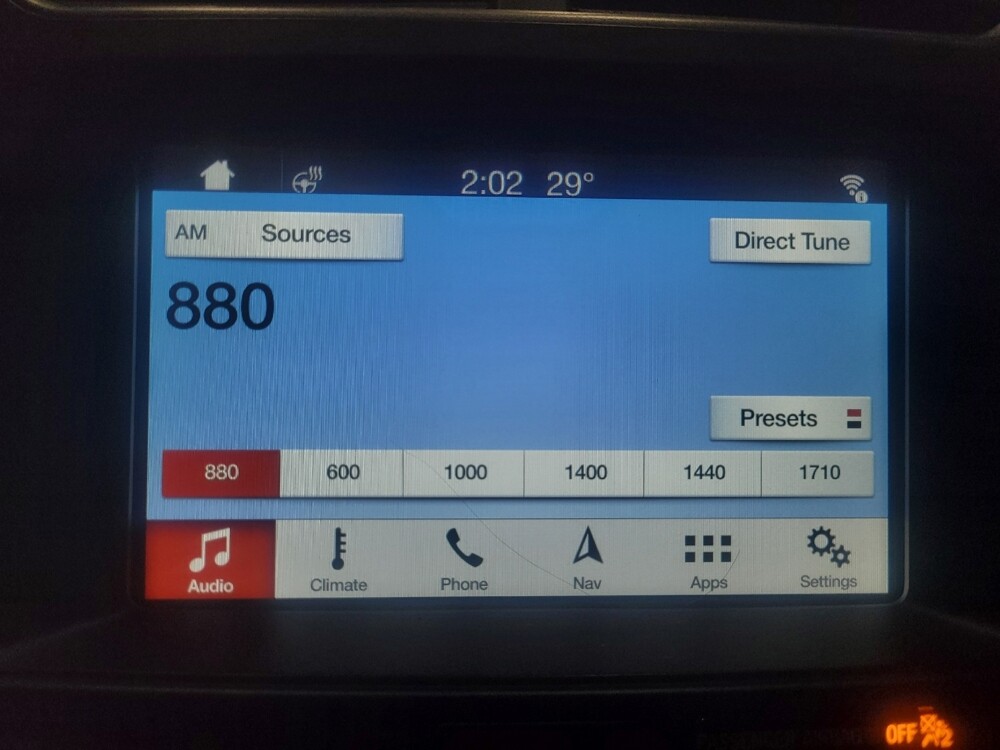 2:02 29°
AM Sources
Direct Tune
880
Presets
880 600 1000 1400 1440 1710
Audio Climate Phone Nav Apps Settings
OFF